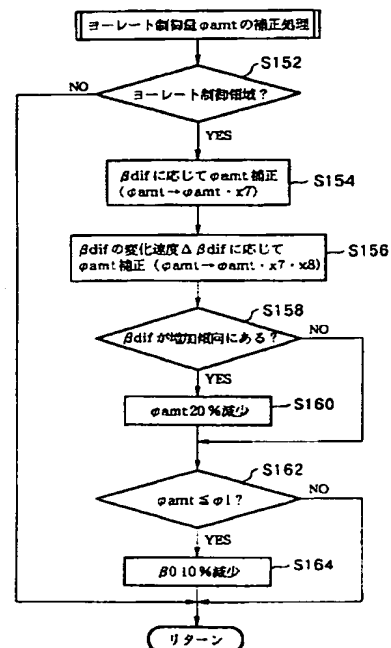 ヨーレート制御量φamtの補正処理
S152
NO
ヨーレート制御領域?
YES
βdifに応じてφamt補正
(φamt→φamt・x7)
S154
βdifの変化速度Δβdifに応じて
φamt補正(φamt→φamt・x7・x8)
S156
S158
NO
βdifが増加傾向にある?
YES
φamt20%減少
S160
S162
NO
φamt≦φ1?
YES
β0 10%減少
S164
リターン